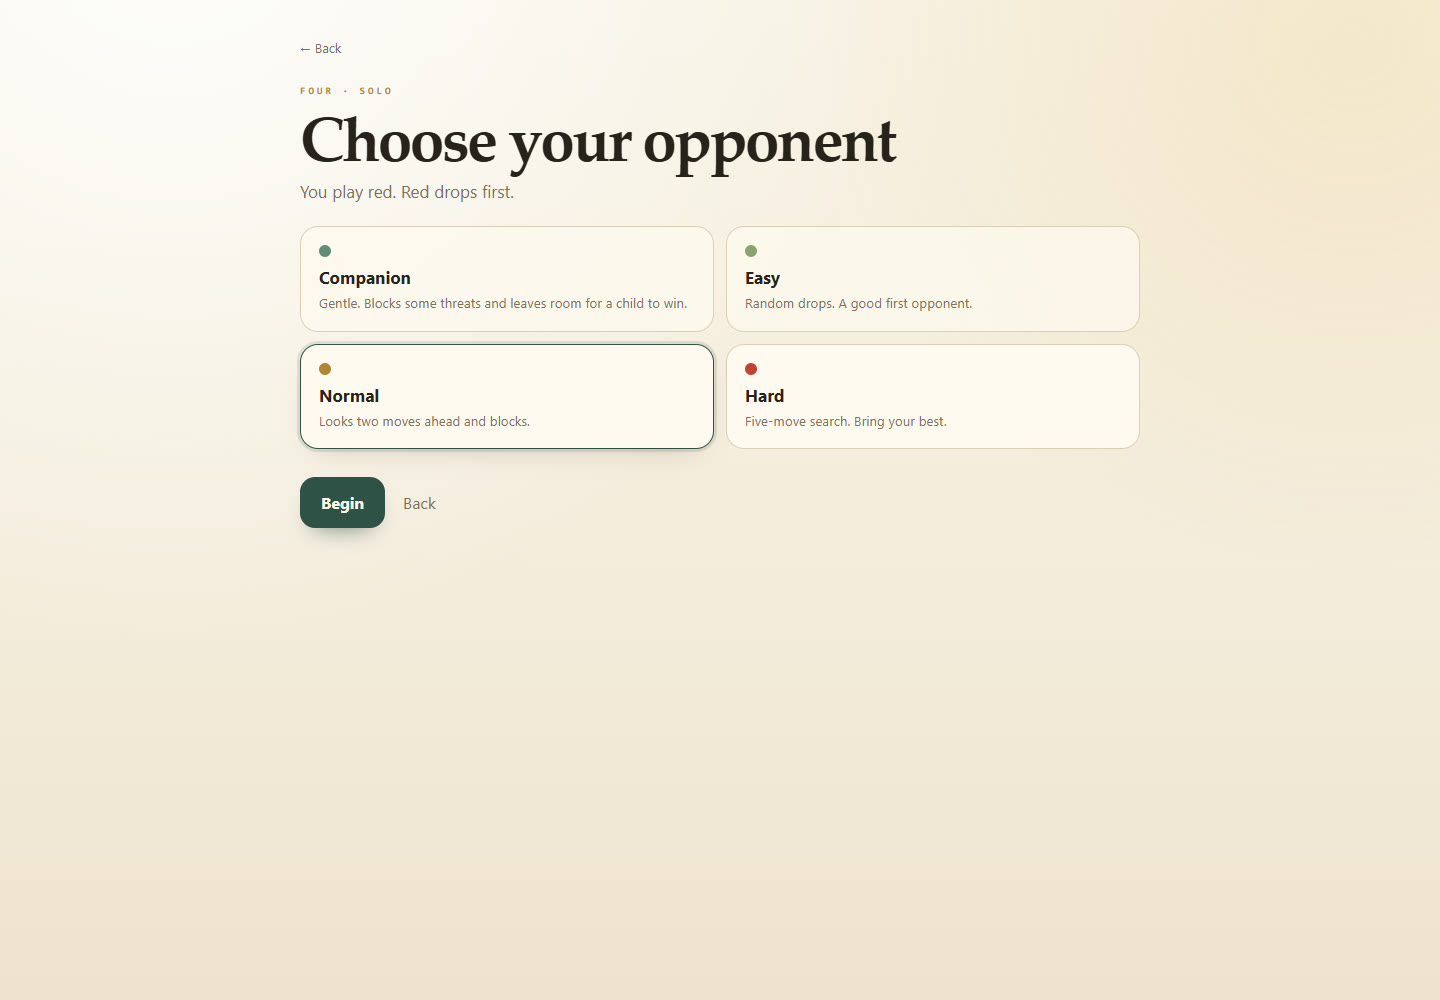 ← Back
FOUR · SOLO
Choose your opponent
You play red. Red drops first.
Companion
Gentle. Blocks some threats and leaves room for a child to win.
Easy
Random drops. A good first opponent.
Normal
Looks two moves ahead and blocks.
Hard
Five-move search. Bring your best.
Begin
Back